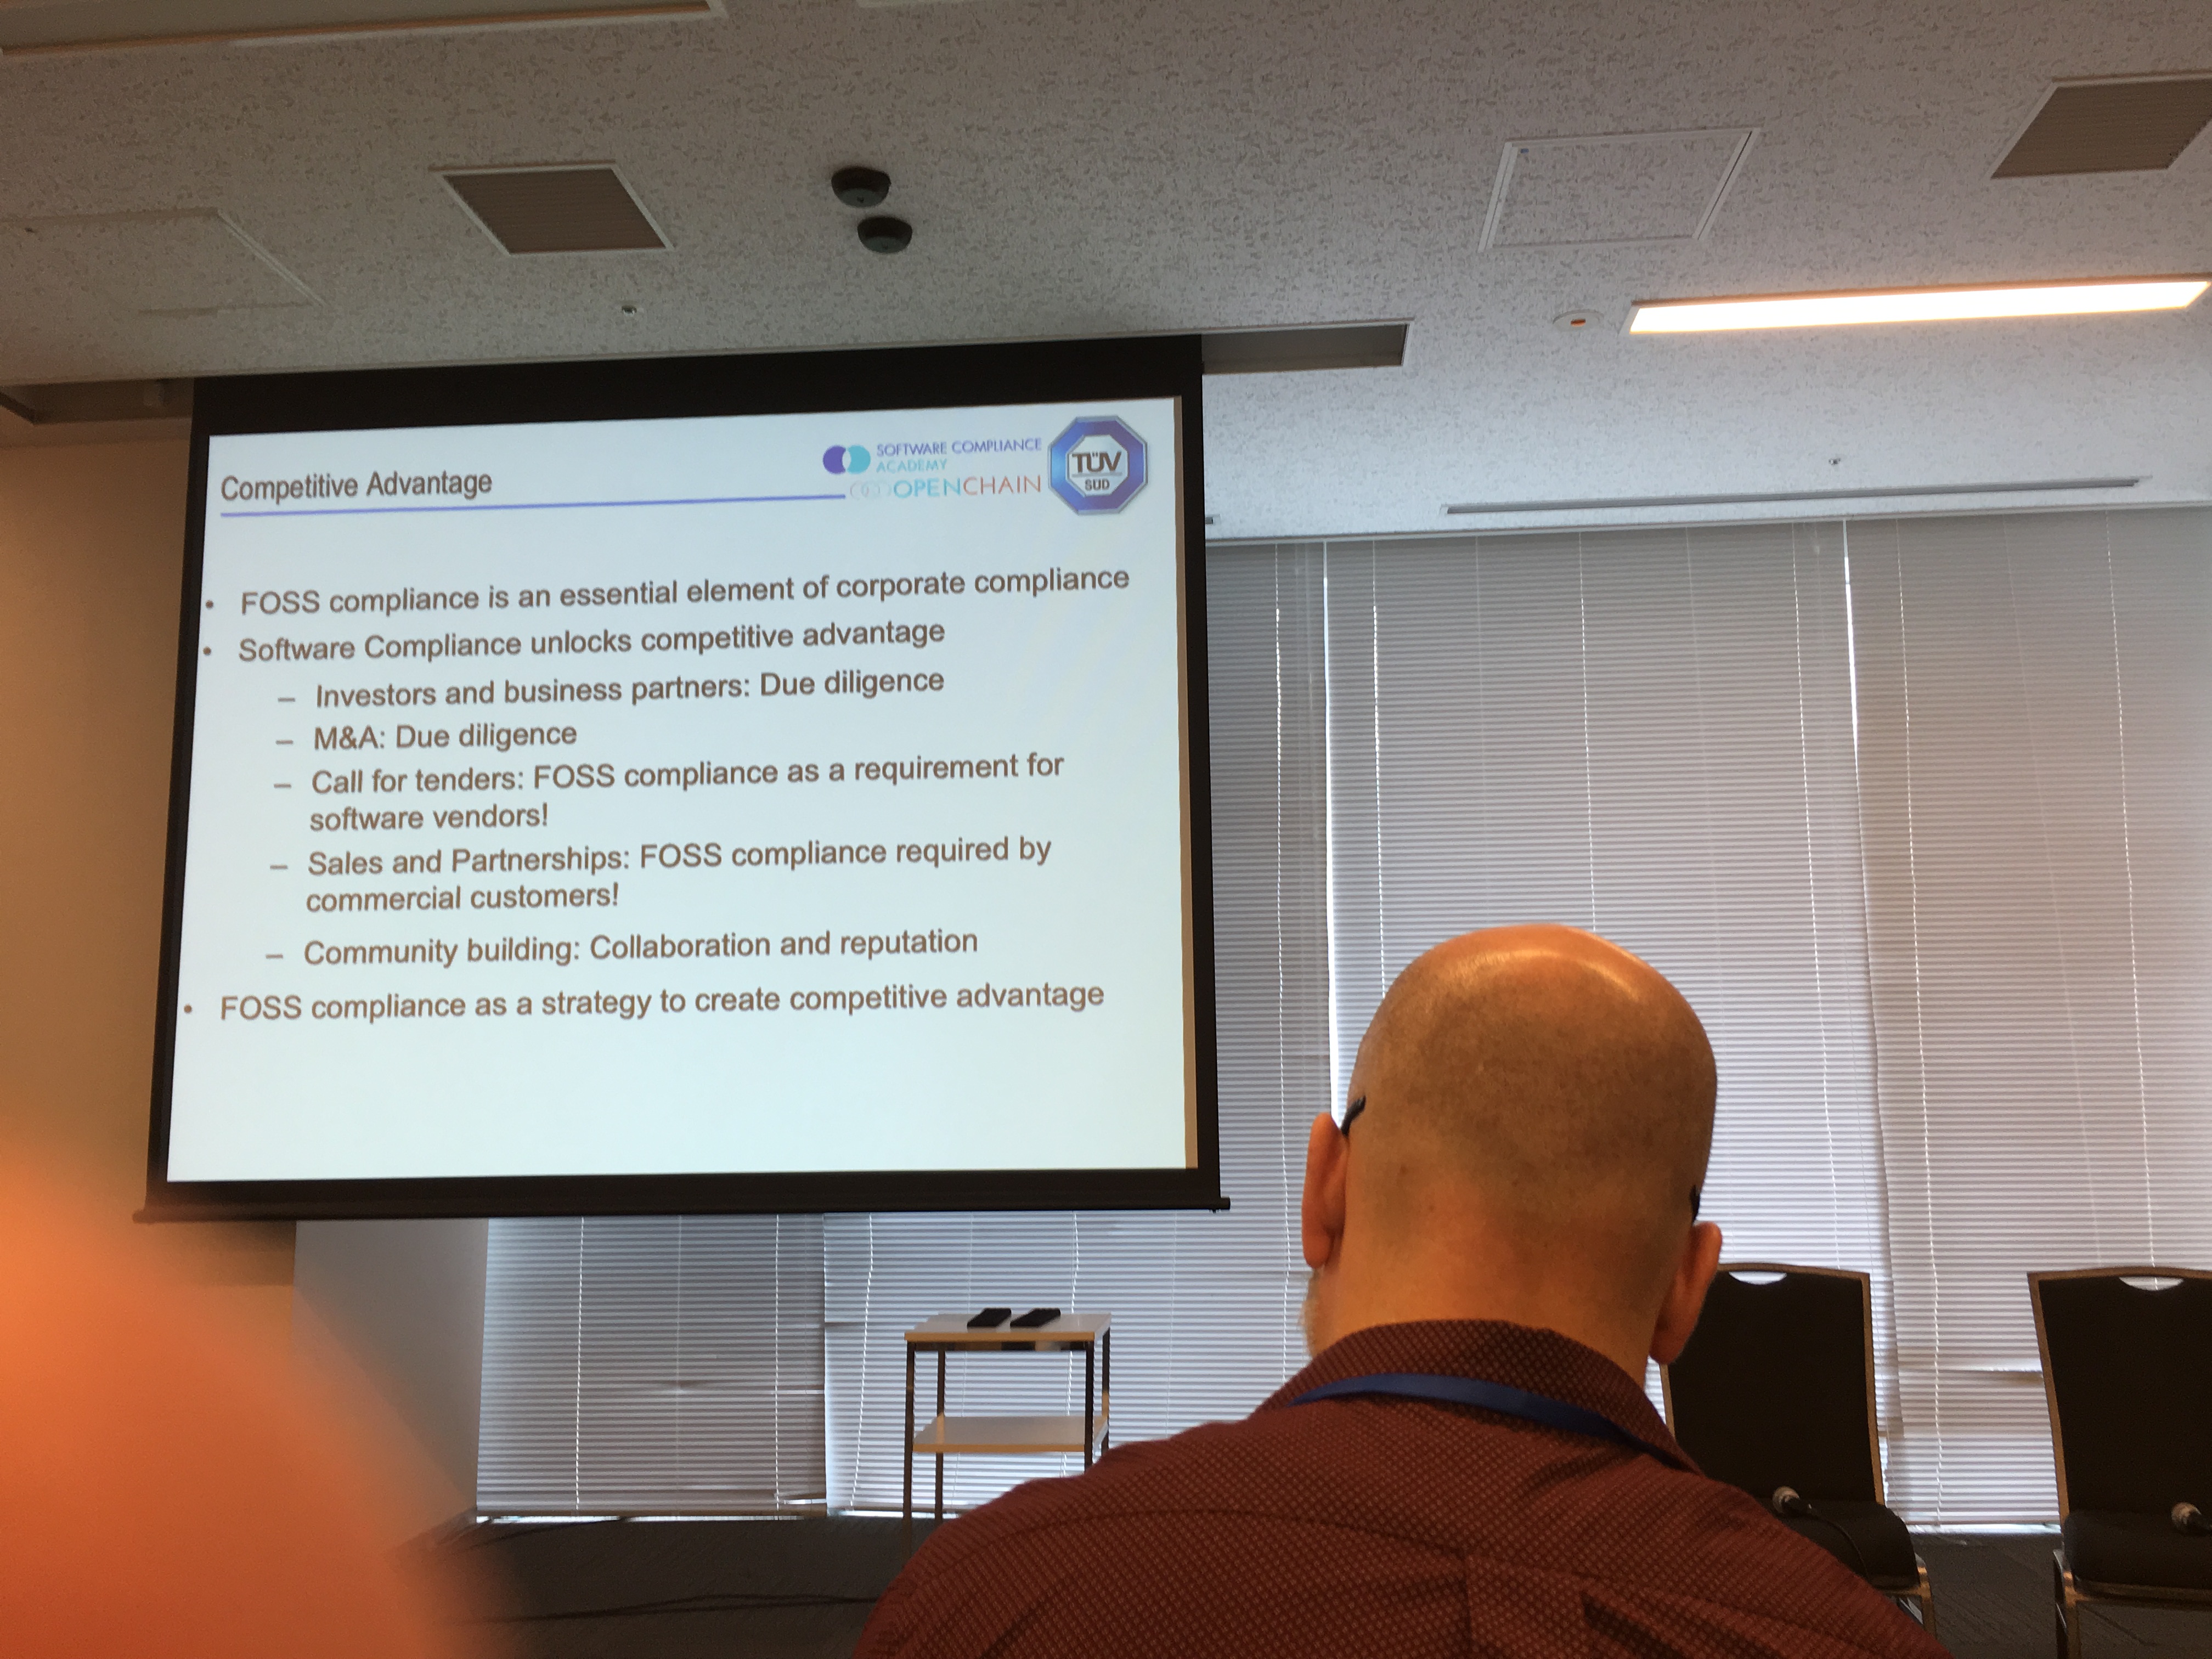 Competitive Advantage
SOFTWARE COMPLIANCE
ACADEMY
OPENCHAIN
TÜV
SÜD
• FOSS compliance is an essential element of corporate compliance
• Software Compliance unlocks competitive advantage
– Investors and business partners: Due diligence
– M&A: Due diligence
– Call for tenders: FOSS compliance as a requirement for
software vendors!
– Sales and Partnerships: FOSS compliance required by
commercial customers!
– Community building: Collaboration and reputation
• FOSS compliance as a strategy to create competitive advantage